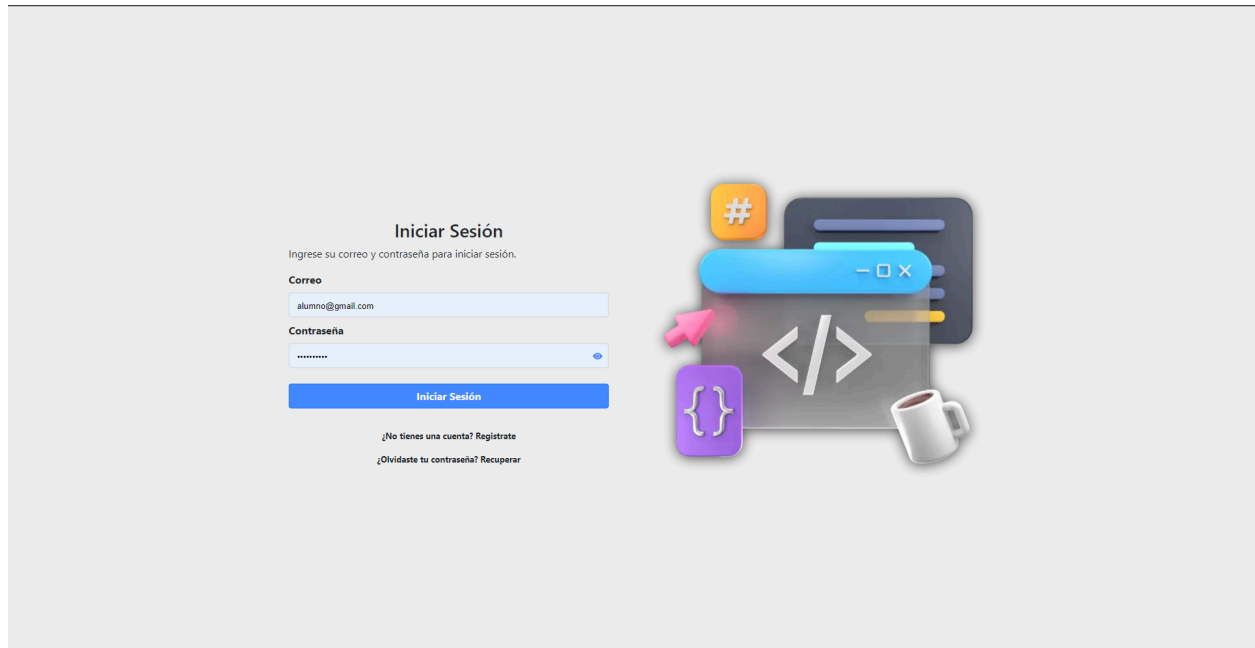 Iniciar Sesión
Ingrese su correo y contraseña para iniciar sesión.
Correo
alumno@gmail.com
Contraseña
••••••••••
Iniciar Sesión
¿No tienes una cuenta? Registrate
¿Olvidaste tu contraseña? Recuperar
#
</>
{}